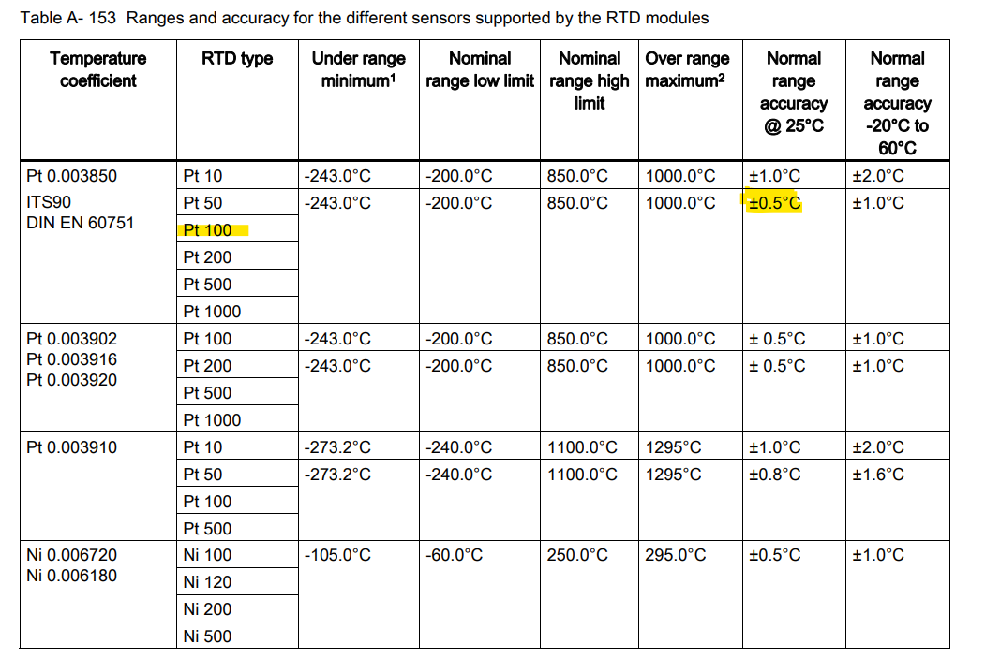 Table A- 153 Ranges and accuracy for the different sensors supported by the RTD modules
Temperature coefficient | RTD type | Under range minimum¹ | Nominal range low limit | Nominal range high limit | Over range maximum² | Normal range accuracy @ 25°C | Normal range accuracy -20°C to 60°C
Pt 0.003850 | Pt 10 | -243.0°C | -200.0°C | 850.0°C | 1000.0°C | ±1.0°C | ±2.0°C
ITS90 | Pt 50 | -243.0°C | -200.0°C | 850.0°C | 1000.0°C | ±0.5°C | ±1.0°C
DIN EN 60751 | Pt 100
Pt 200
Pt 500
Pt 1000
Pt 0.003902 | Pt 100 | -243.0°C | -200.0°C | 850.0°C | 1000.0°C | ± 0.5°C | ±1.0°C
Pt 0.003916 | Pt 200 | -243.0°C | -200.0°C | 850.0°C | 1000.0°C | ± 0.5°C | ±1.0°C
Pt 0.003920 | Pt 500
Pt 1000
Pt 0.003910 | Pt 10 | -273.2°C | -240.0°C | 1100.0°C | 1295°C | ±1.0°C | ±2.0°C
Pt 50 | -273.2°C | -240.0°C | 1100.0°C | 1295°C | ±0.8°C | ±1.6°C
Pt 100
Pt 500
Ni 0.006720 | Ni 100 | -105.0°C | -60.0°C | 250.0°C | 295.0°C | ±0.5°C | ±1.0°C
Ni 0.006180 | Ni 120
Ni 200
Ni 500